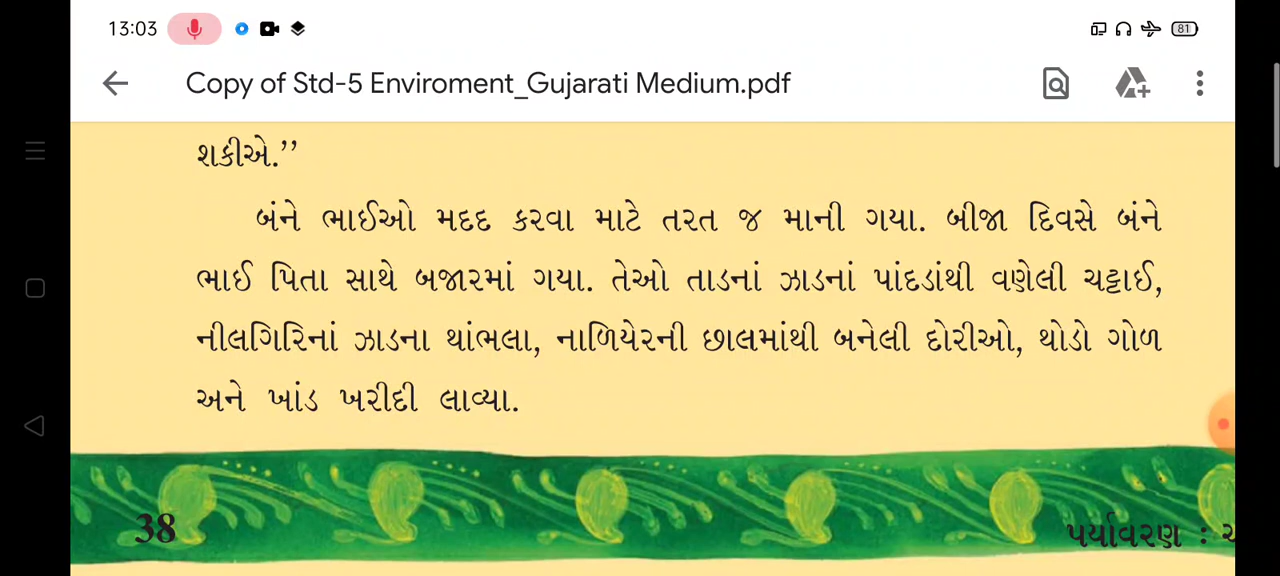 13:03
81
Copy of Std-5 Enviroment_Gujarati Medium.pdf
શકીએ.’’
બંને ભાઈઓ મદદ કરવા માટે તરત જ માની ગયા. બીજા દિવસે બંને
ભાઈ પિતા સાથે બજારમાં ગયા. તેઓ તાડનાં ઝાડનાં પાંદડાંથી વણેલી ચટ્ટાઈ,
નીલગિરિનાં ઝાડના થાંભલા, નાળિયેરની છાલમાંથી બનેલી દોરીઓ, થોડો ગોળ
અને ખાંડ ખરીદી લાવ્યા.
38
પર્યાવરણ :